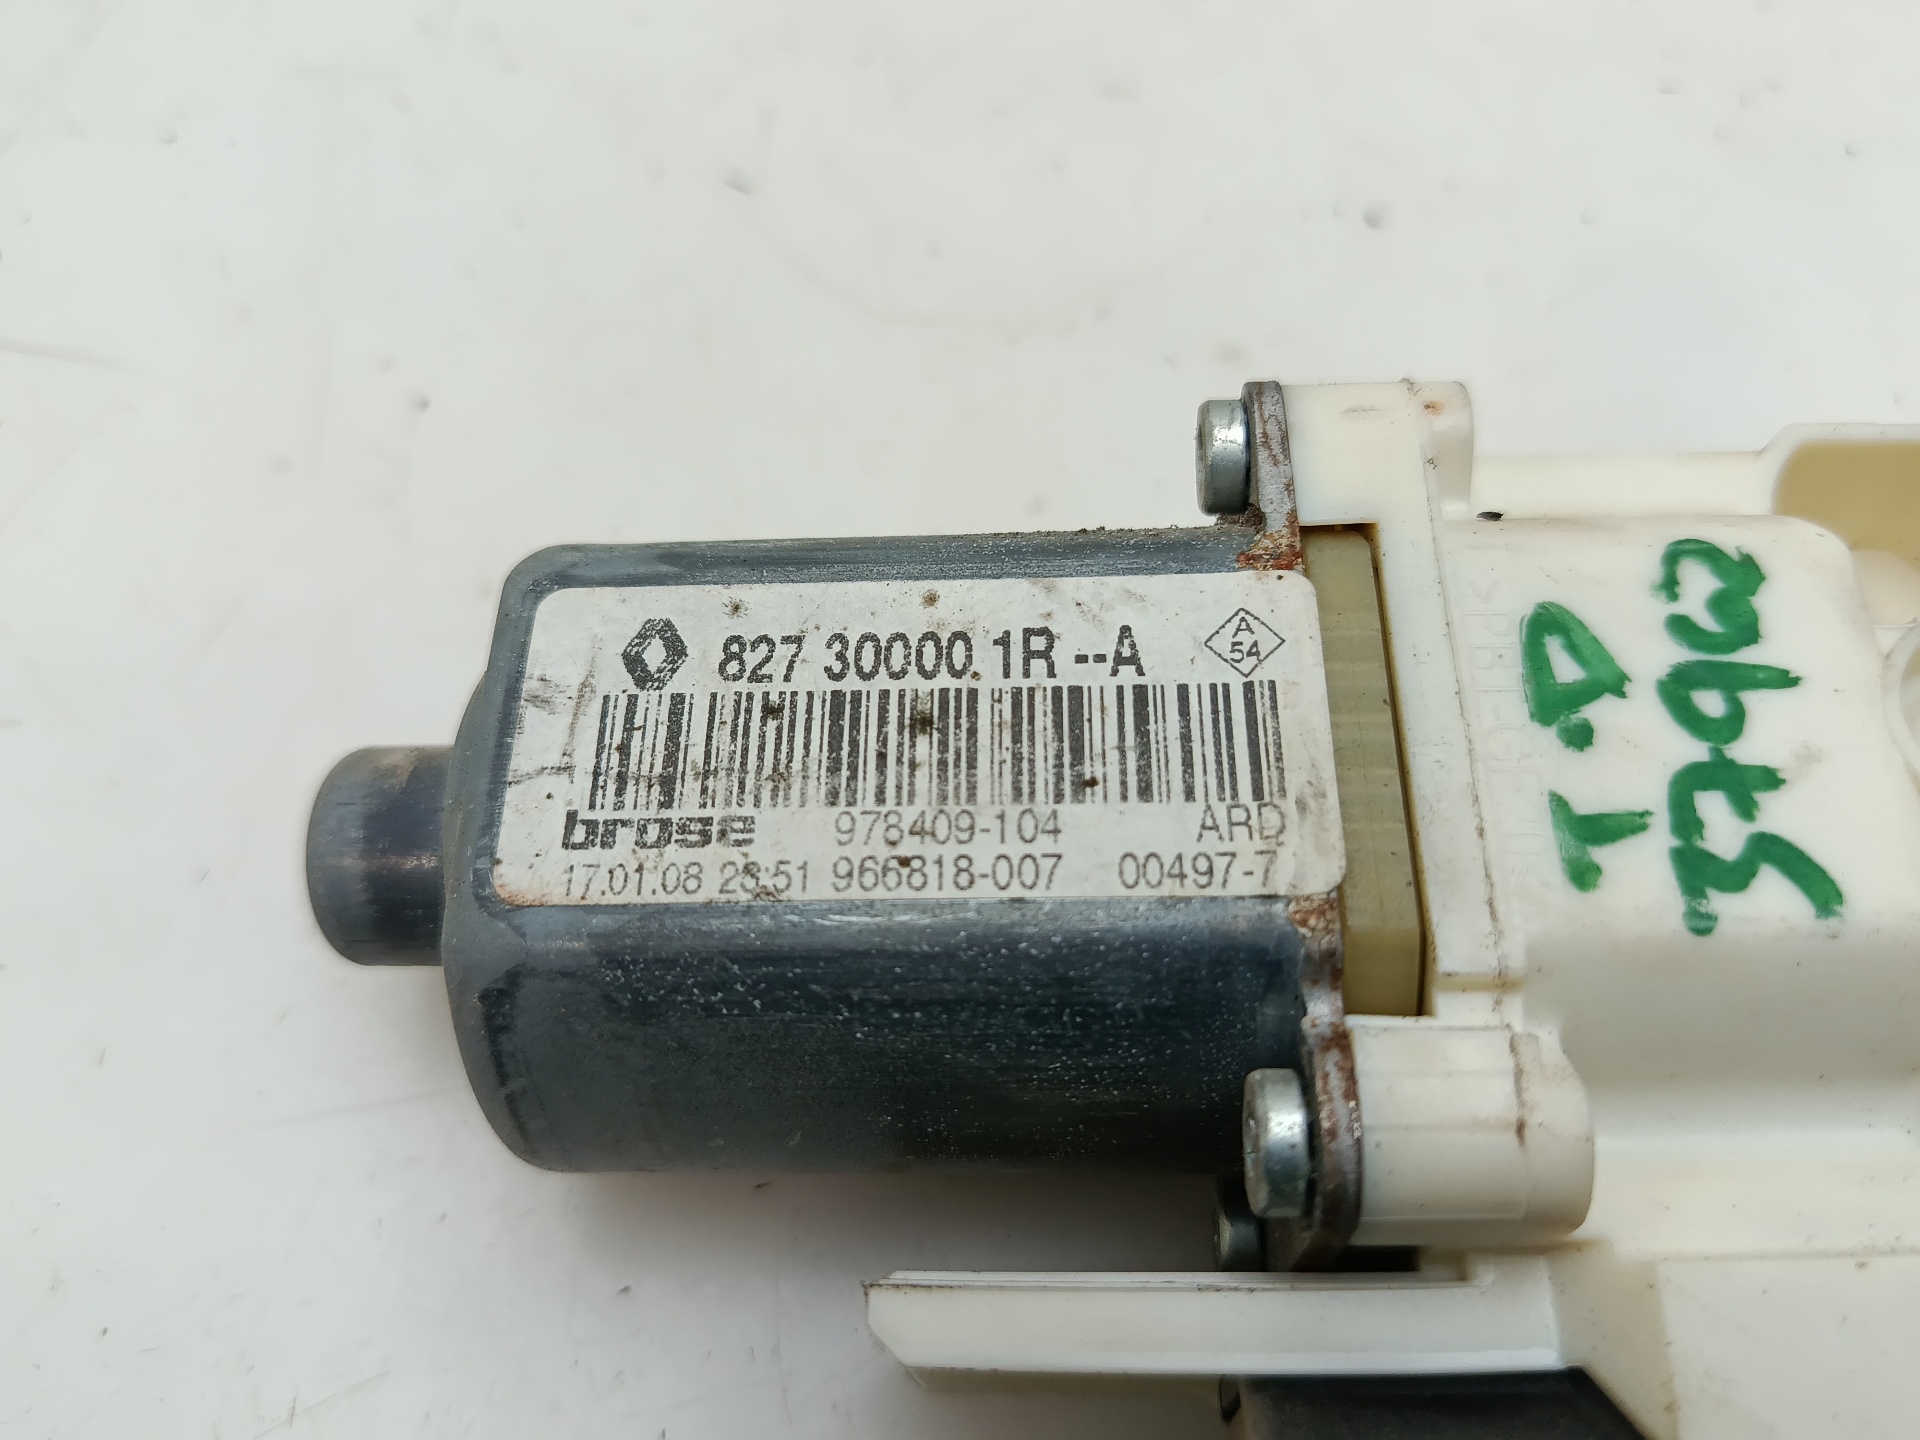 827 30000 1R --A
A
54
brose 978409-104 ARD
17.01.08 23:51 966818-007 00497-7
T.D